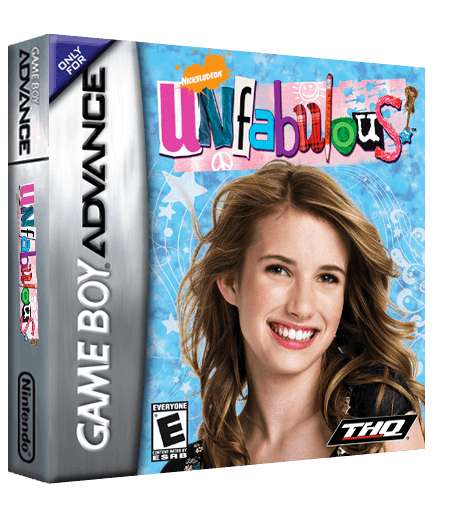 GAME BOY ADVANCE
Unfabulous!
Nintendo®
ONLY
FOR
GAME BOY® ADVANCE
NICKELODEON
Unfabulous!
EVERYONE
E
CONTENT RATED BY
ESRB
THQ®